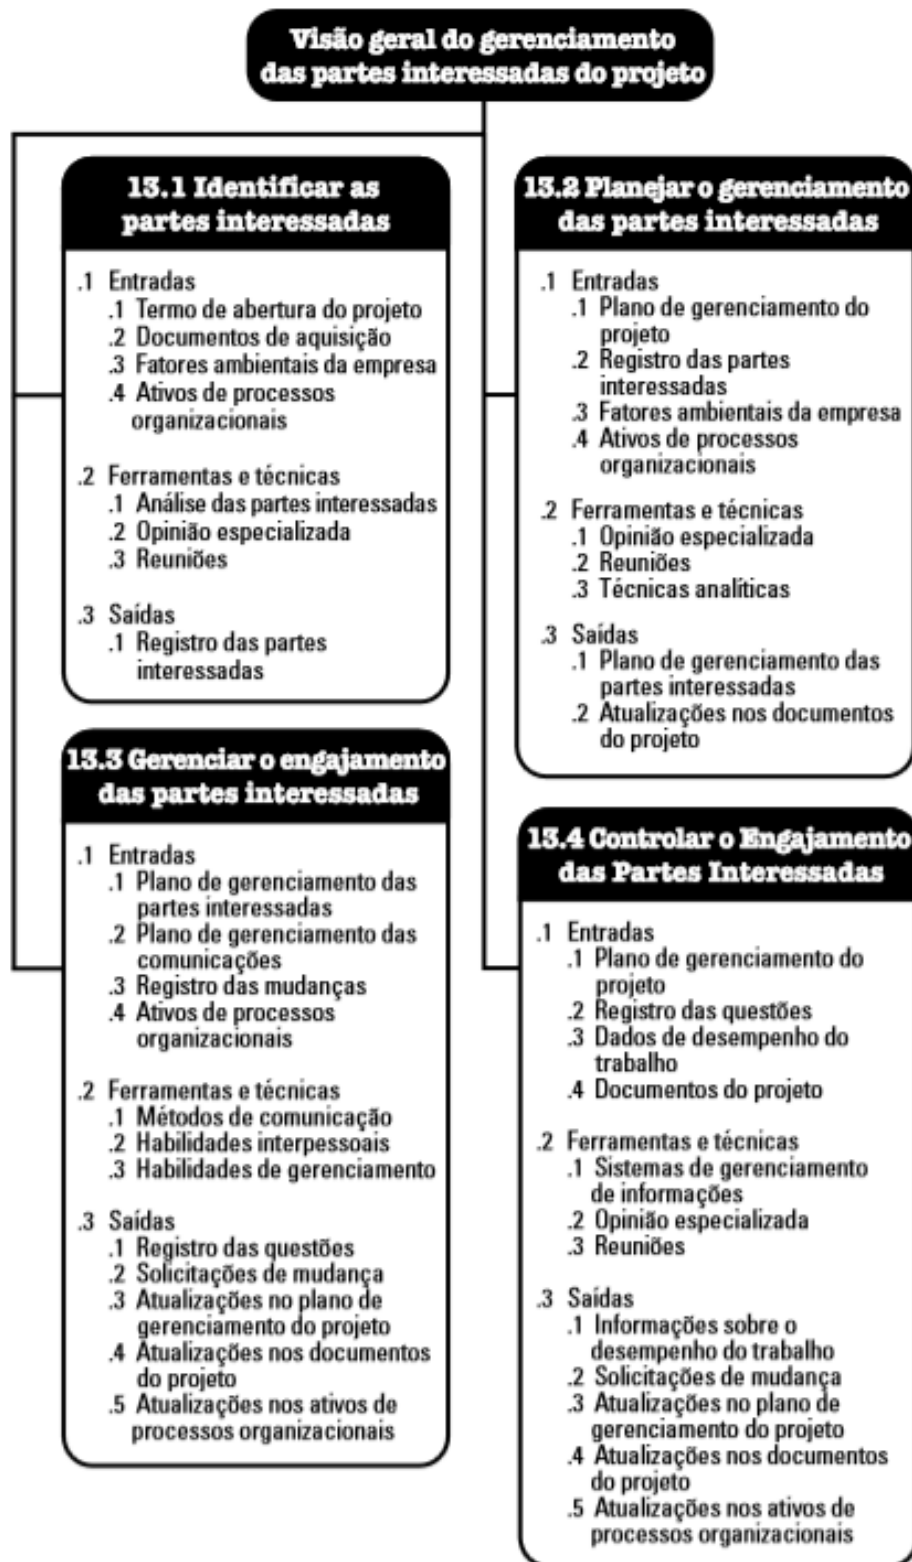 Visão geral do gerenciamento
das partes interessadas do projeto
13.1 Identificar as
partes interessadas
.1 Entradas
.1 Termo de abertura do projeto
.2 Documentos de aquisição
.3 Fatores ambientais da empresa
.4 Ativos de processos
organizacionais
.2 Ferramentas e técnicas
.1 Análise das partes interessadas
.2 Opinião especializada
.3 Reuniões
.3 Saídas
.1 Registro das partes
interessadas
13.2 Planejar o gerenciamento
das partes interessadas
.1 Entradas
.1 Plano de gerenciamento do
projeto
.2 Registro das partes
interessadas
.3 Fatores ambientais da empresa
.4 Ativos de processos
organizacionais
.2 Ferramentas e técnicas
.1 Opinião especializada
.2 Reuniões
.3 Técnicas analíticas
.3 Saídas
.1 Plano de gerenciamento das
partes interessadas
.2 Atualizações nos documentos
do projeto
13.3 Gerenciar o engajamento
das partes interessadas
.1 Entradas
.1 Plano de gerenciamento das
partes interessadas
.2 Plano de gerenciamento das
comunicações
.3 Registro das mudanças
.4 Ativos de processos
organizacionais
.2 Ferramentas e técnicas
.1 Métodos de comunicação
.2 Habilidades interpessoais
.3 Habilidades de gerenciamento
.3 Saídas
.1 Registro das questões
.2 Solicitações de mudança
.3 Atualizações no plano de
gerenciamento do projeto
.4 Atualizações nos documentos
do projeto
.5 Atualizações nos ativos de
processos organizacionais
13.4 Controlar o Engajamento
das Partes Interessadas
.1 Entradas
.1 Plano de gerenciamento do
projeto
.2 Registro das questões
.3 Dados de desempenho do
trabalho
.4 Documentos do projeto
.2 Ferramentas e técnicas
.1 Sistemas de gerenciamento
de informações
.2 Opinião especializada
.3 Reuniões
.3 Saídas
.1 Informações sobre o
desempenho do trabalho
.2 Solicitações de mudança
.3 Atualizações no plano de
gerenciamento do projeto
.4 Atualizações nos documentos
do projeto
.5 Atualizações nos ativos de
processos organizacionais